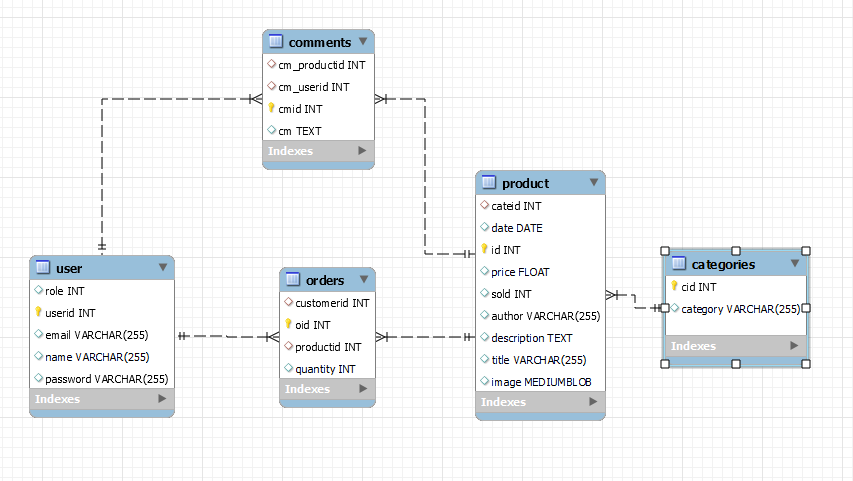 comments
cm_productid INT
cm_userid INT
cmid INT
cm TEXT
Indexes
product
cateid INT
date DATE
id INT
price FLOAT
sold INT
author VARCHAR(255)
description TEXT
title VARCHAR(255)
image MEDIUMBLOB
Indexes
categories
cid INT
category VARCHAR(255)
Indexes
user
role INT
userid INT
email VARCHAR(255)
name VARCHAR(255)
password VARCHAR(255)
Indexes
orders
customerid INT
oid INT
productid INT
quantity INT
Indexes